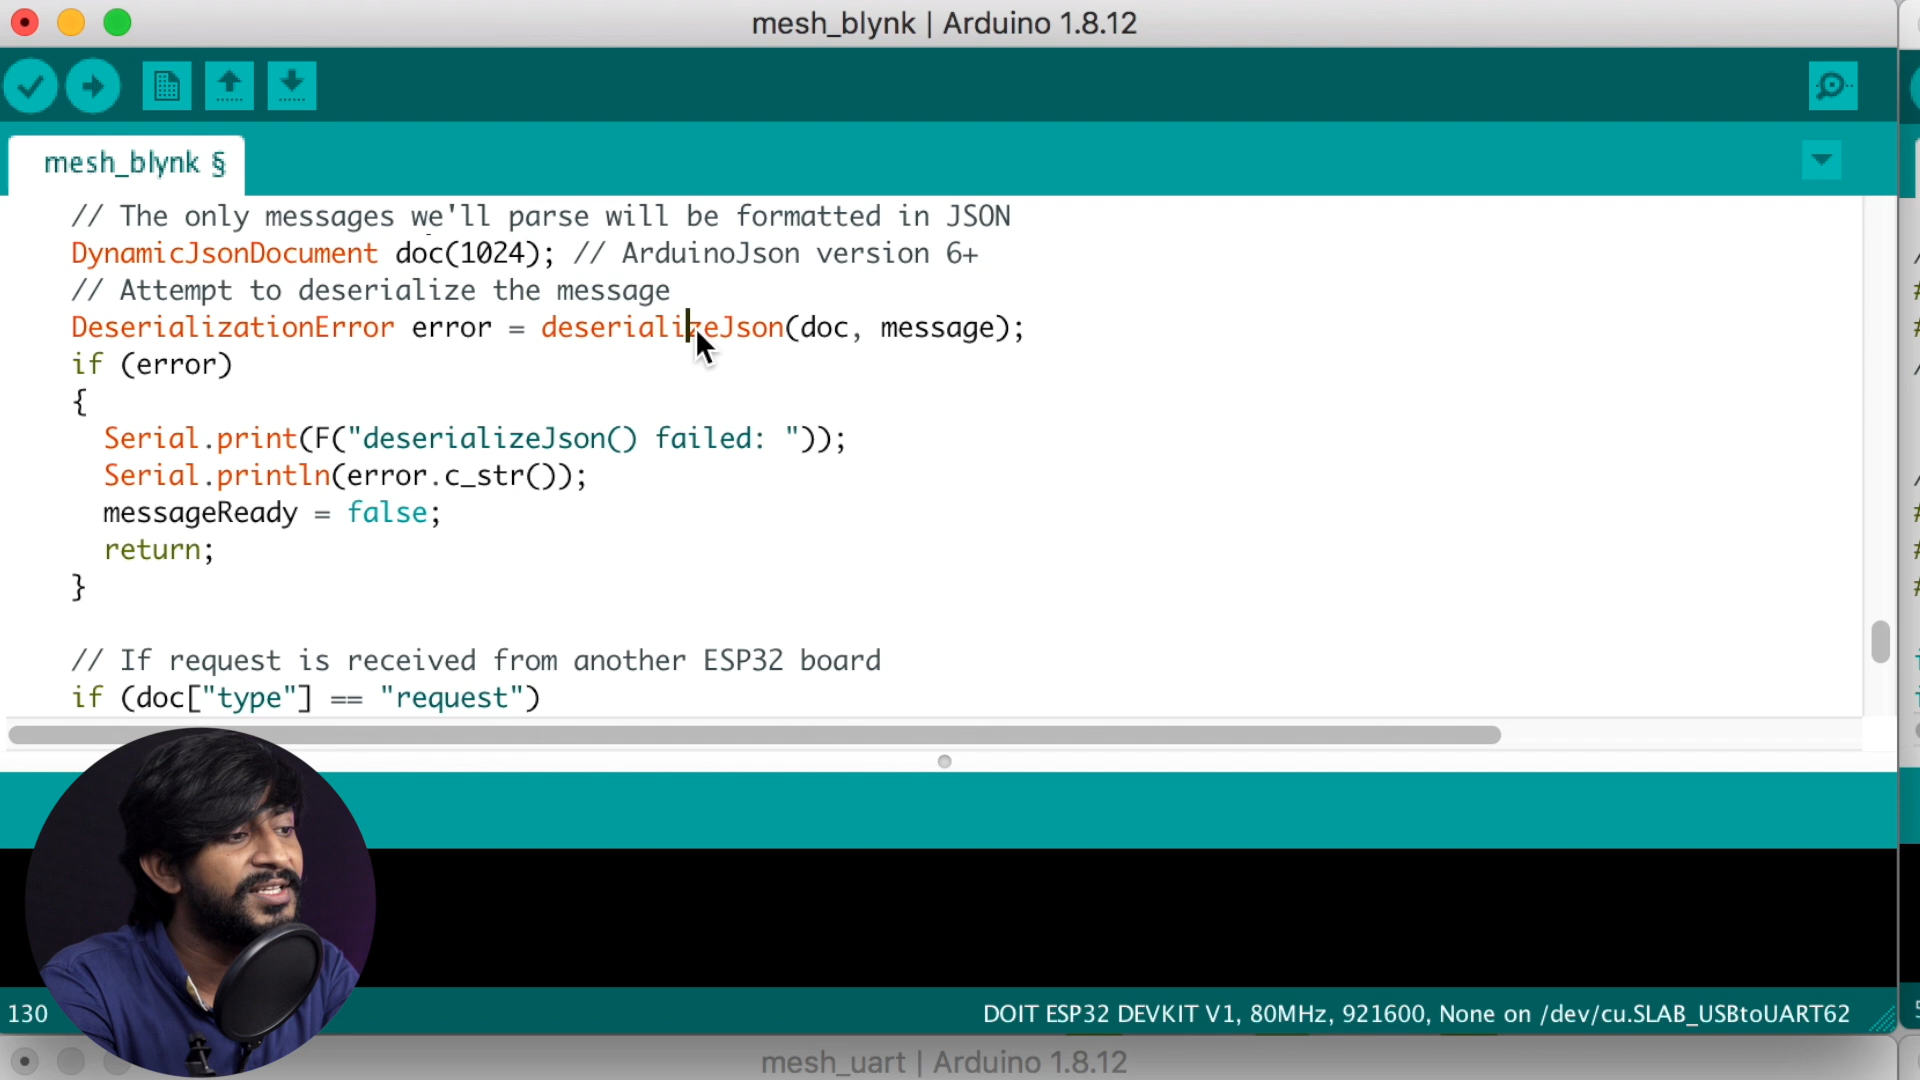 mesh_blynk | Arduino 1.8.12
mesh_blynk §
// The only messages we'll parse will be formatted in JSON
DynamicJsonDocument doc(1024); // ArduinoJson version 6+
// Attempt to deserialize the message
DeserializationError error = deserializeJson(doc, message);
if (error)
{
Serial.print(F("deserializeJson() failed: "));
Serial.println(error.c_str());
messageReady = false;
return;
}
// If request is received from another ESP32 board
if (doc["type"] == "request")
130
DOIT ESP32 DEVKIT V1, 80MHz, 921600, None on /dev/cu.SLAB_USBtoUART62
mesh_uart | Arduino 1.8.12